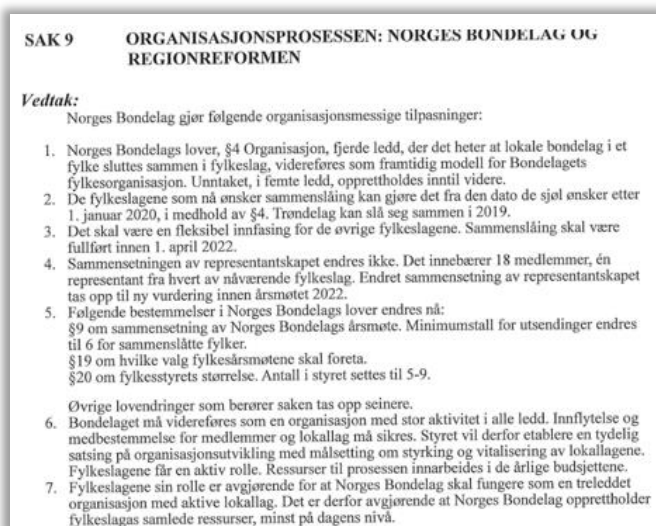 SAK 9 ORGANISASJONSPROSESSEN: NORGES BONDELAG OG
REGIONREFORMEN
Vedtak:
Norges Bondelag gjør følgende organisasjonsmessige tilpasninger:
1. Norges Bondelags lover, §4 Organisasjon, fjerde ledd, der det heter at lokale bondelag i et
fylke sluttes sammen i fylkeslag, videreføres som framtidig modell for Bondelagets
fylkesorganisasjon. Unntaket, i femte ledd, opprettholdes inntil videre.
2. De fylkeslagene som nå ønsker sammenslåing kan gjøre det fra den dato de sjøl ønsker etter
1. januar 2020, i medhold av §4. Trøndelag kan slå seg sammen i 2019.
3. Det skal være en fleksibel innfasing for de øvrige fylkeslagene. Sammenslåing skal være
fullført innen 1. april 2022.
4. Sammensetningen av representantskapet endres ikke. Det innebærer 18 medlemmer, én
representant fra hvert av nåværende fylkeslag. Endret sammensetning av representantskapet
tas opp til ny vurdering innen årsmøtet 2022.
5. Følgende bestemmelser i Norges Bondelags lover endres nå:
§9 om sammensetning av Norges Bondelags årsmøte. Minimumstall for utsendinger endres
til 6 for sammenslåtte fylker.
§19 om hvilke valg fylkesårsmøtene skal foreta.
§20 om fylkesstyrets størrelse. Antall i styret settes til 5-9.
Øvrige lovendringer som berører saken tas opp seinere.
6. Bondelaget må videreføres som en organisasjon med stor aktivitet i alle ledd. Innflytelse og
medbestemmelse for medlemmer og lokallag må sikres. Styret vil derfor etablere en tydelig
satsing på organisasjonsutvikling med målsetting om styrking og vitalisering av lokallagene.
Fylkeslagene får en aktiv rolle. Ressurser til prosessen innarbeides i de årlige budsjettene.
7. Fylkeslagene sin rolle er avgjørende for at Norges Bondelag skal fungere som en treleddet
organisasjon med aktive lokallag. Det er derfor avgjørende at Norges Bondelag opprettholder
fylkeslagas samlede ressurser, minst på dagens nivå.